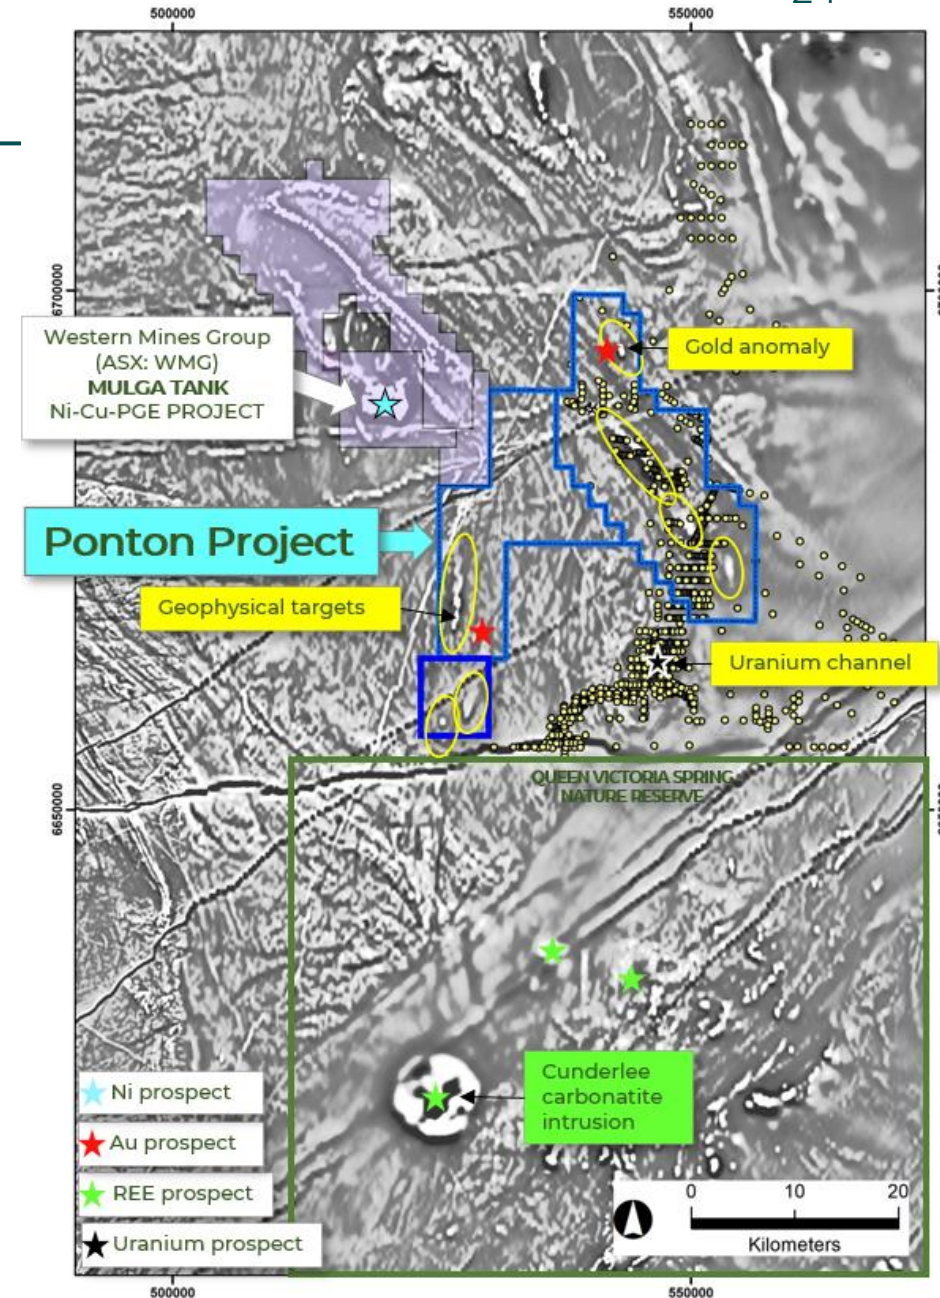 500000
550000
6700000
Western Mines Group
(ASX: WMG)
MULGA TANK
Ni-Cu-PGE PROJECT
Gold anomaly
Ponton Project
Geophysical targets
Uranium channel
QUEEN VICTORIA SPRING
NATURE RESERVE
6650000
Cunderlee
carbonatite
intrusion
Ni prospect
Au prospect
REE prospect
Uranium prospect
0 10 20
Kilometers
500000
550000